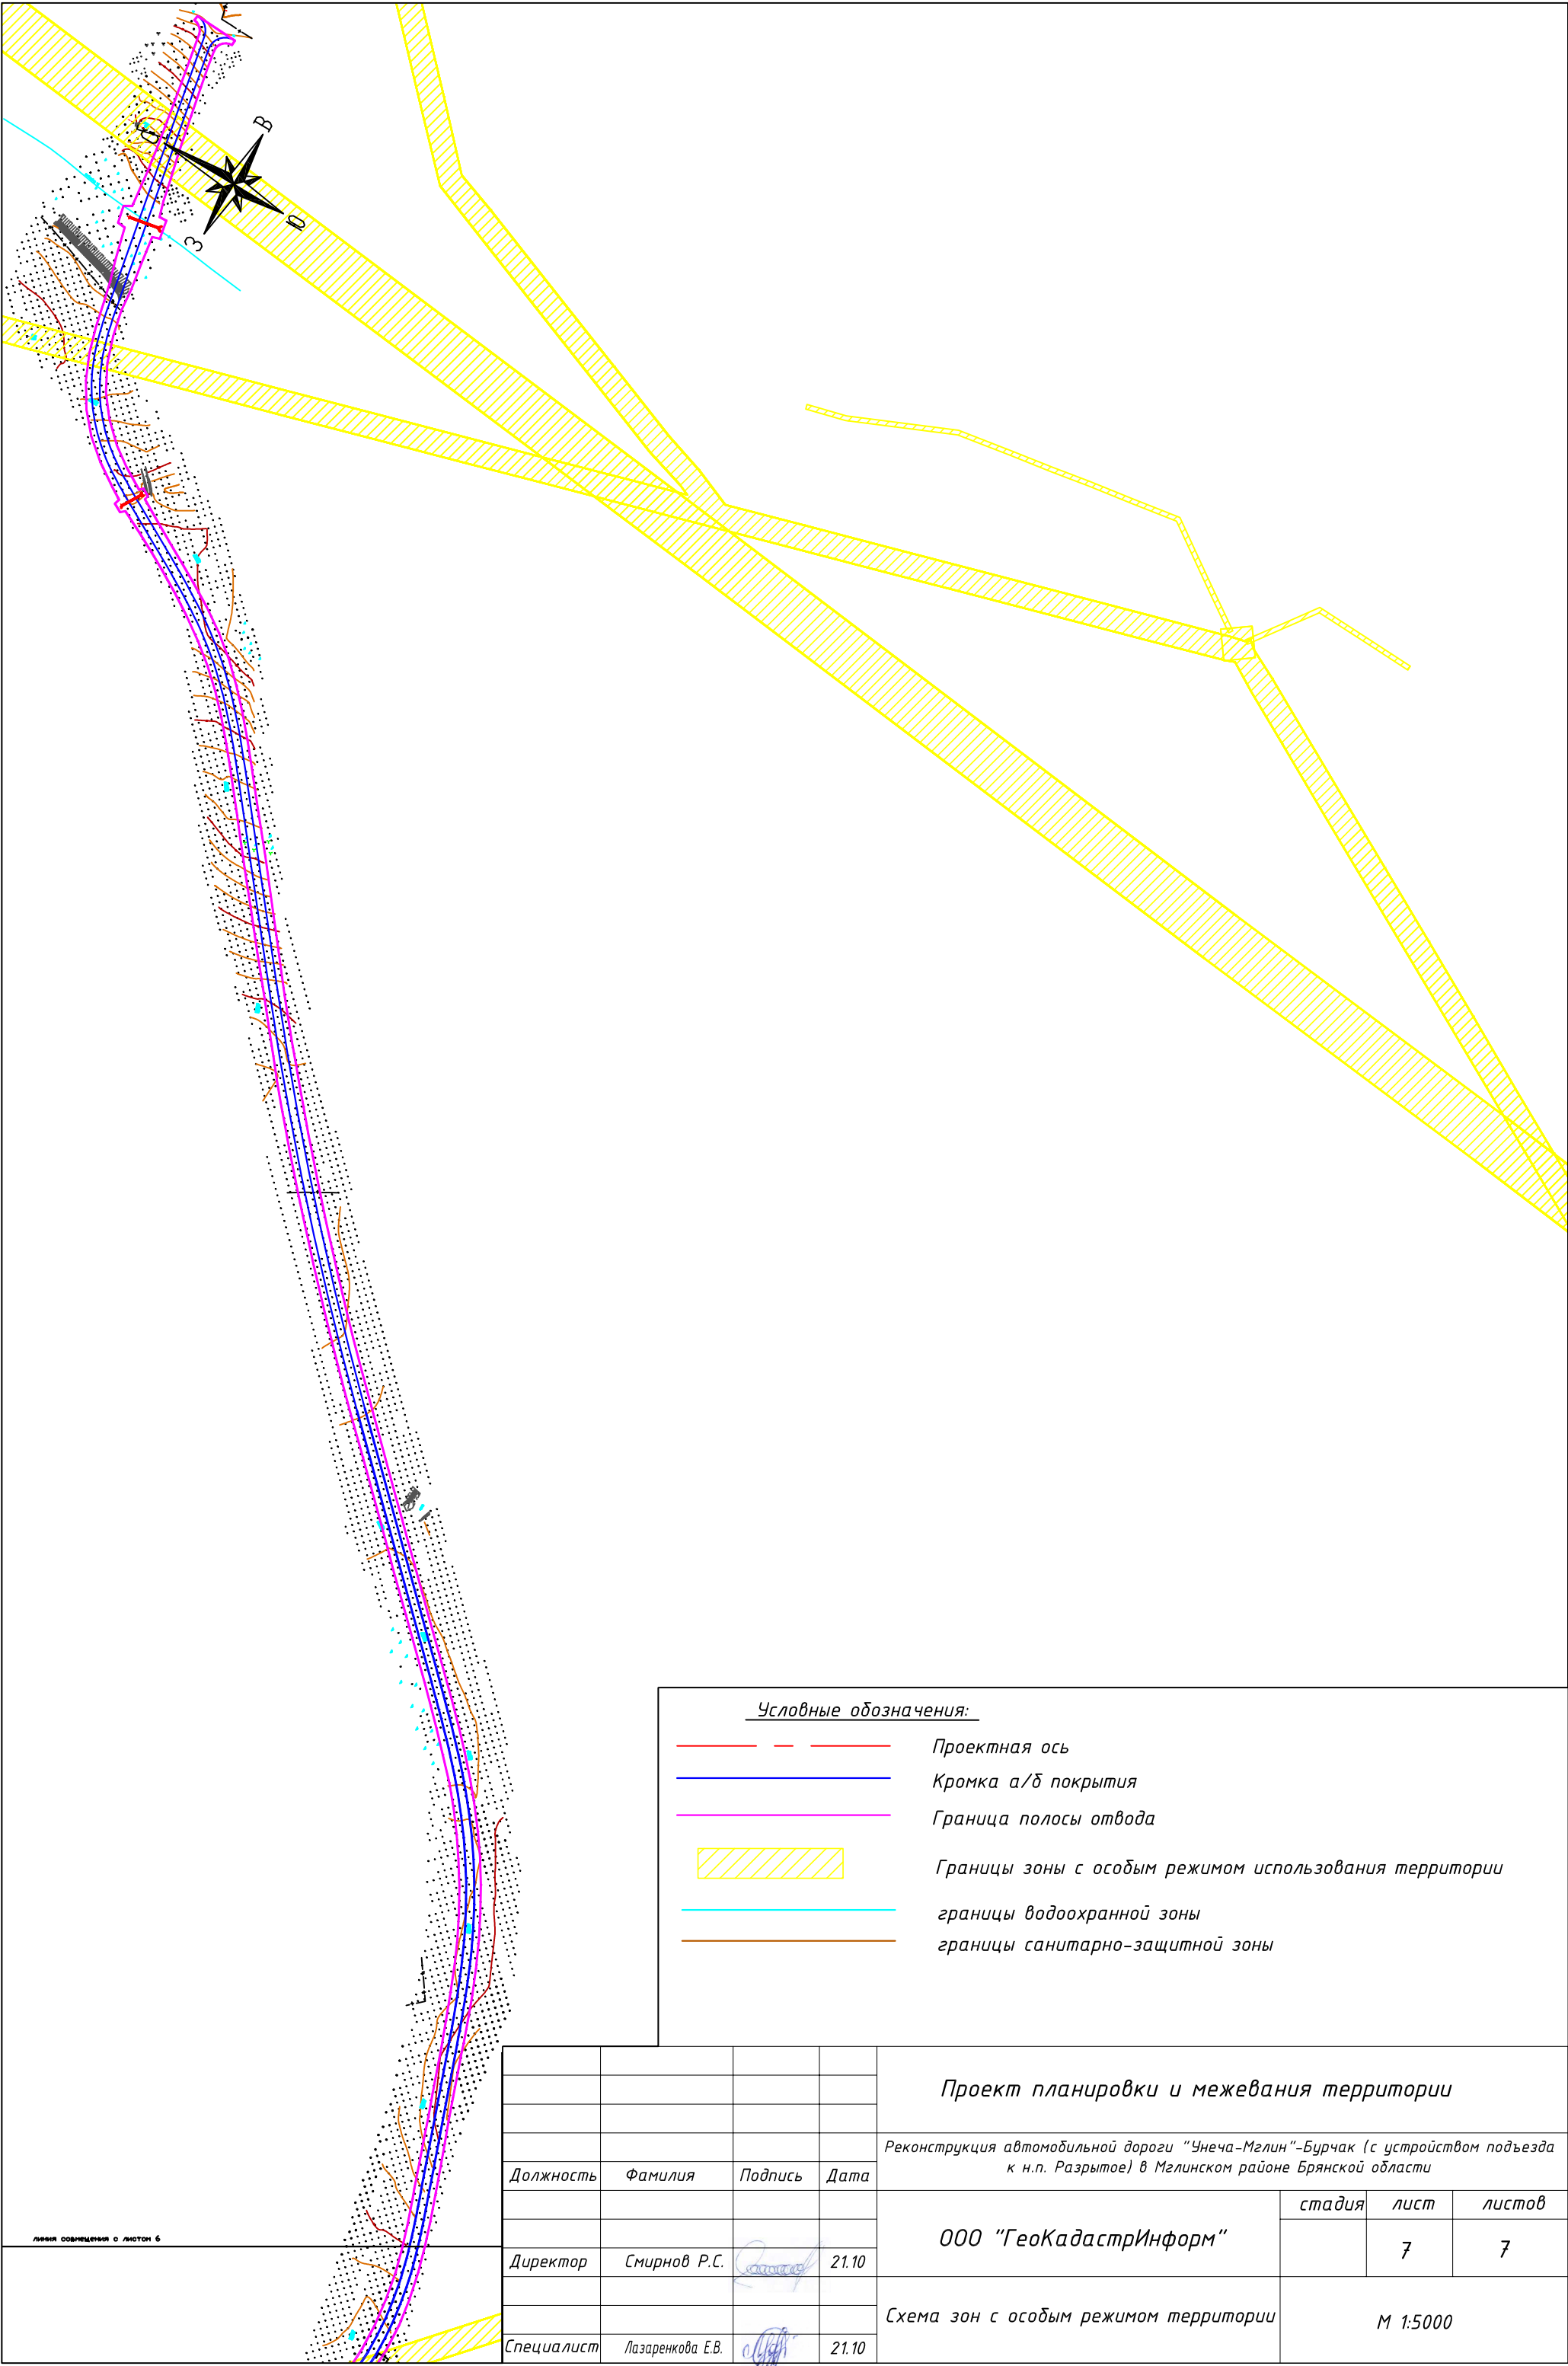 С
В
З
Ю
Условные обозначения:
Проектная ось
Кромка а/б покрытия
Граница полосы отвода
Границы зоны с особым режимом использования территории
границы водоохранной зоны
границы санитарно-защитной зоны
Проект планировки и межевания территории
Реконструкция автомобильной дороги "Унеча-Мглин"-Бурчак (с устройством подъезда
к н.п. Разрытое) в Мглинском районе Брянской области
Должность Фамилия Подпись Дата
стадия лист листов
ООО "ГеоКадастрИнформ"
7 7
линия совмещения с листом 6
Директор Смирнов Р.С. 21.10
Схема зон с особым режимом территории
М 1:5000
Специалист Лазаренкова Е.В. 21.10